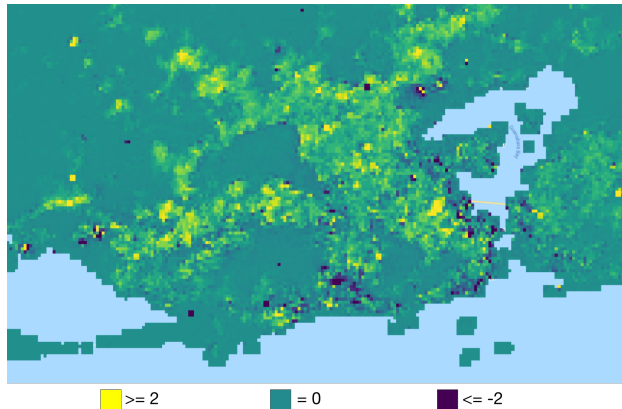 >= 2 = 0 <= -2